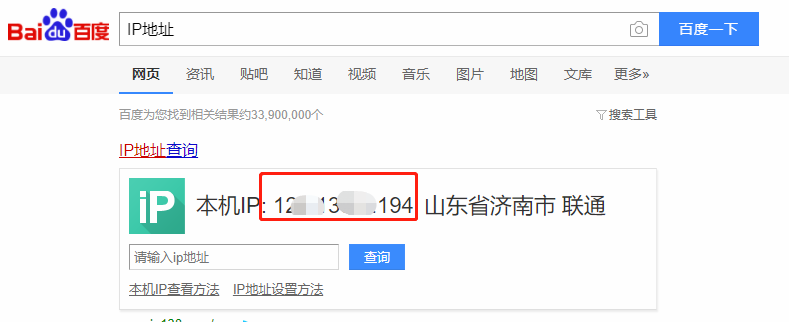 Baidu百度 IP地址 百度一下
网页 资讯 贴吧 知道 视频 音乐 图片 地图 文库 更多»
百度为您找到相关结果约33,900,000个 搜索工具
IP地址查询
iP 本机IP: 12 13 194 山东省济南市 联通
请输入ip地址 查询
本机IP查看方法 IP地址设置方法